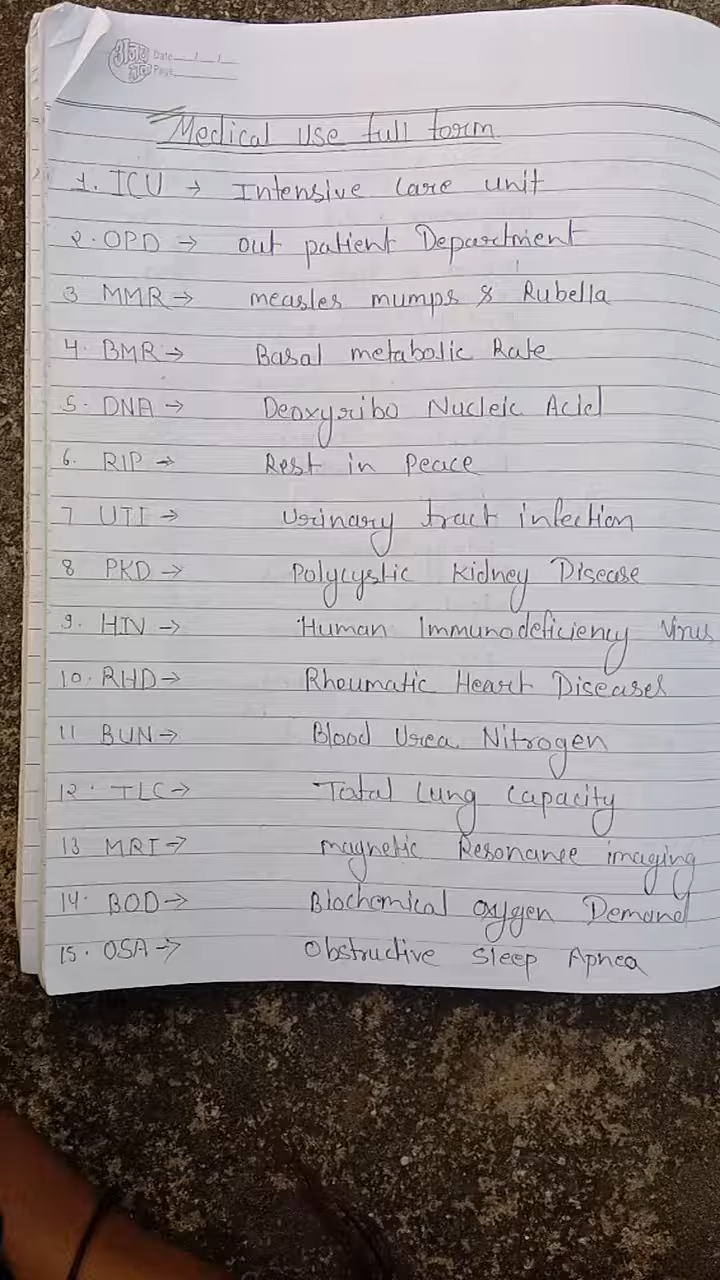 Date
Page
Medical Use full form
1. ICU → Intensive Care unit
2. OPD → out patient Department
3 MMR → measles mumps & Rubella
4. BMR → Basal metabolic Rate
5. DNA → Deoxyribo Nucleic Acid
6. RIP → Rest in Peace
7 UTI → Urinary tract infection
8 PKD → Polycystic Kidney Disease
9. HIV → Human Immunodeficiency Virus
10. RHD → Rheumatic Heart Diseases
11 BUN → Blood Urea Nitrogen
12. TLC → Total Lung Capacity
13 MRI → magnetic Resonance imaging
14. BOD → Biochemical oxygen Demand
15. OSA → Obstructive Sleep Apnea